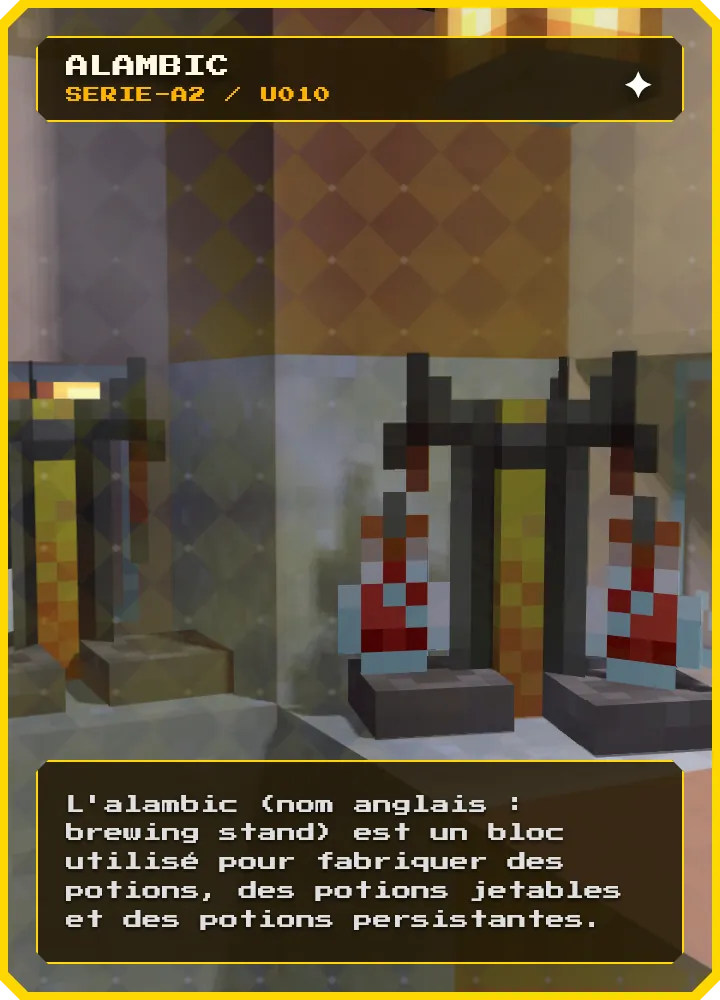 ALAMBIC
SERIE-A2 / U010
L'alambic (nom anglais :
brewing stand) est un bloc
utilisé pour fabriquer des
potions, des potions jetables
et des potions persistantes.